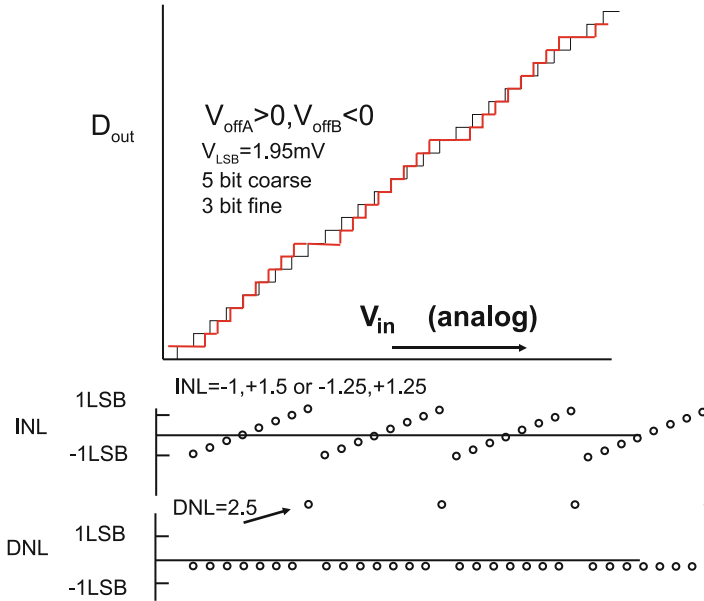 V_offA>0,V_offB<0
D_out
V_LSB=1.95mV
5 bit coarse
3 bit fine
V_in (analog)
INL=-1,+1.5 or -1.25,+1.25
1LSB
INL
-1LSB
DNL=2.5
1LSB
DNL
-1LSB